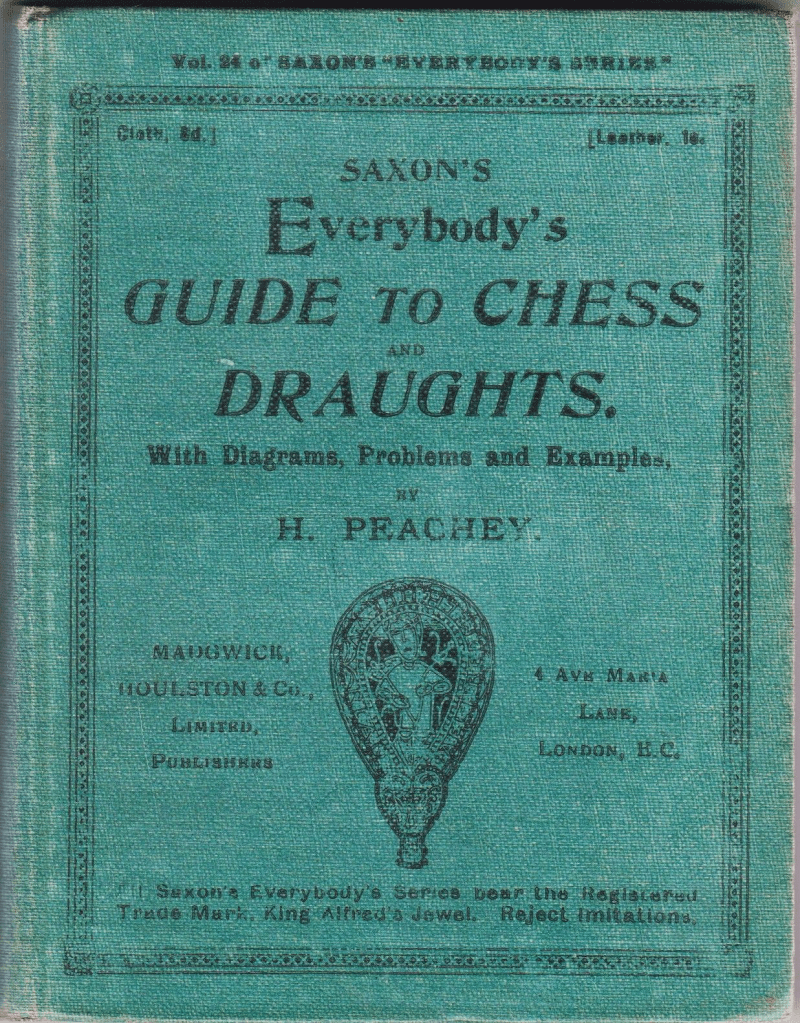 Vol. 24 of SAXON'S "EVERYBODY'S SERIES"
Cloth, 6d.]
[Leather, 1s.
SAXON'S
Everybody's
GUIDE TO CHESS
AND
DRAUGHTS.
With Diagrams, Problems and Examples,
BY
H. PEACHEY.
MADGWICK,
HOULSTON & Co.,
LIMITED,
PUBLISHERS
4 AVE MARIA
LANE,
LONDON, E.C.
Saxon's Everybody's Series bear the Registered
Trade Mark, King Alfred's Jewel. Reject Imitations.